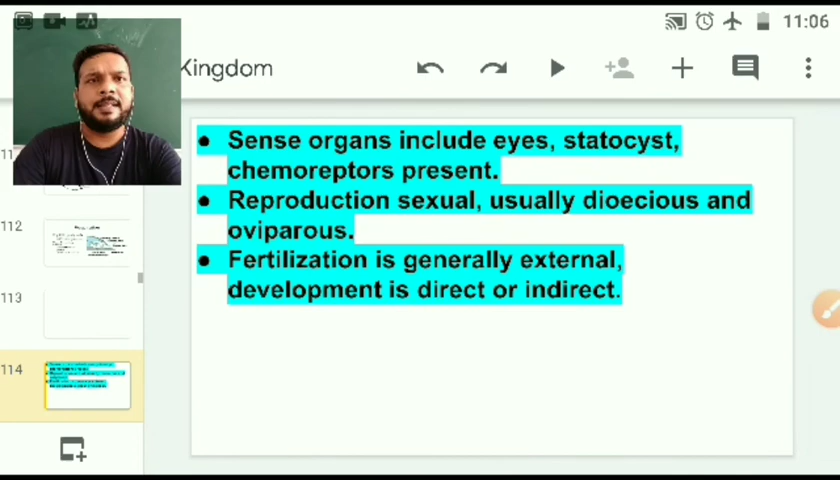 11:06
Kingdom
● Sense organs include eyes, statocyst,
chemoreptors present.
● Reproduction sexual, usually dioecious and
oviparous.
● Fertilization is generally external,
development is direct or indirect.
112
113
114